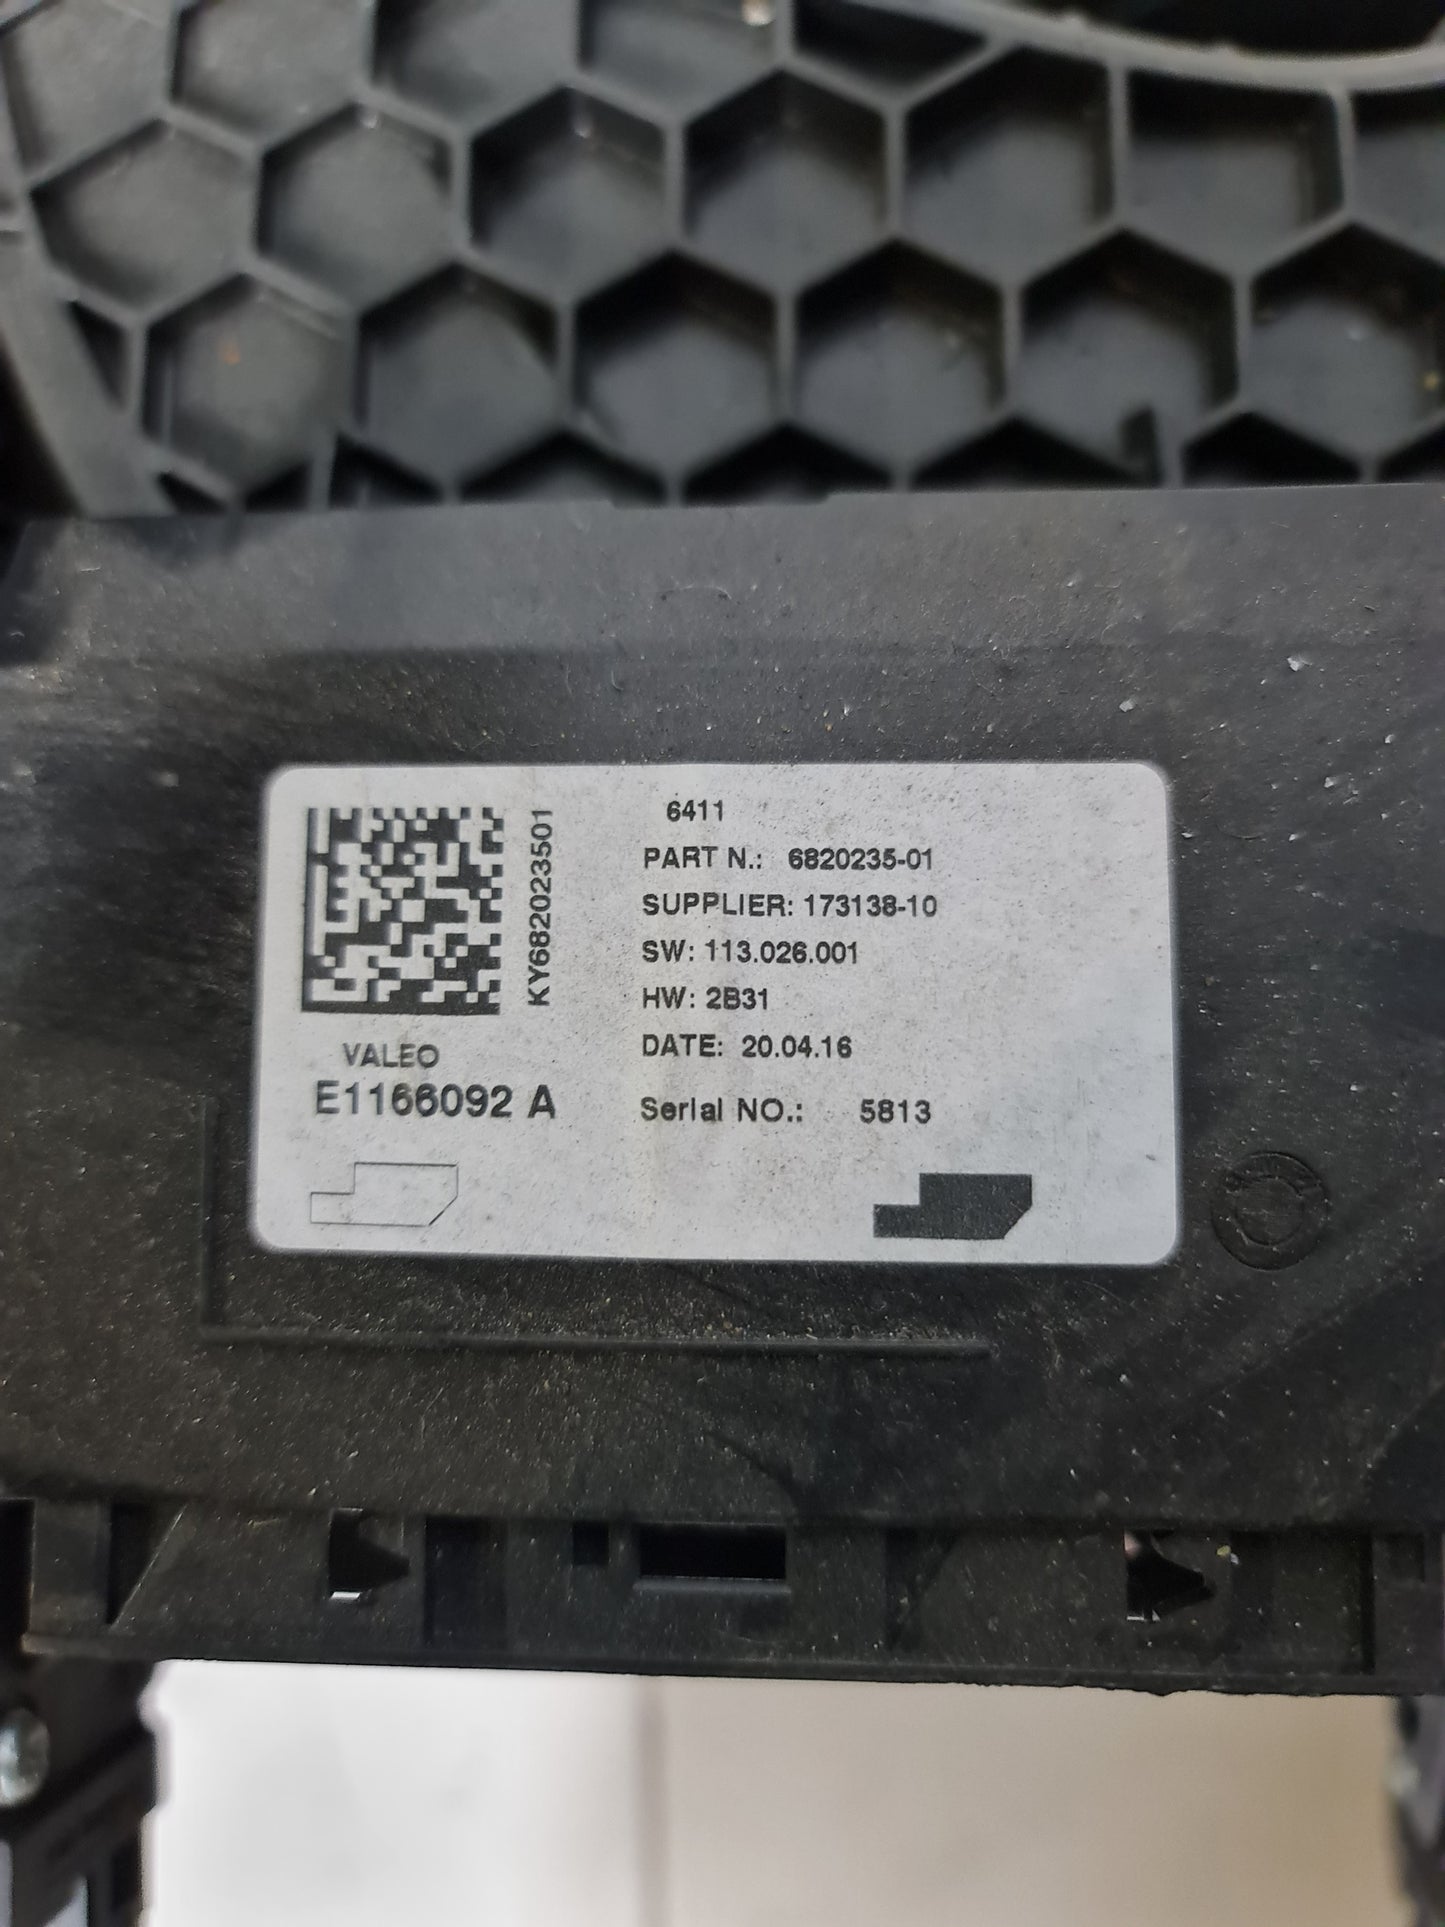 6411
PART N.: 6820235-01
SUPPLIER: 173138-10
SW: 113.026.001
HW: 2B31
DATE: 20.04.16
Serial NO.: 5813
KY682023501
VALEO
E1166092 A